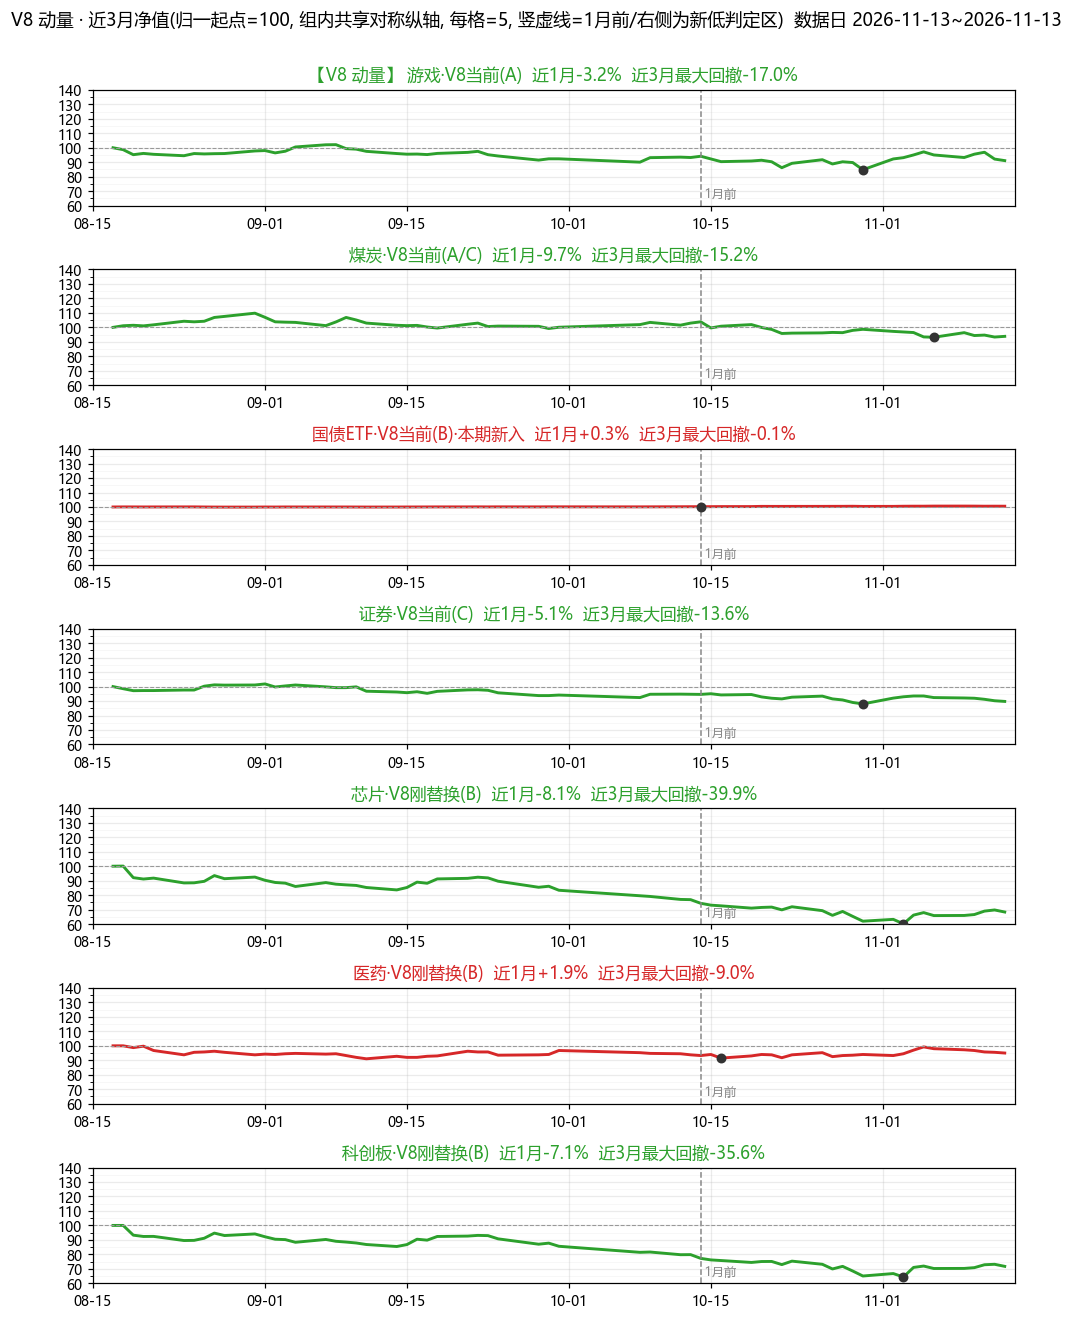 V8 动量 · 近3月净值(归一起点=100, 组内共享对称纵轴, 每格=5, 竖虚线=1月前/右侧为新低判定区)  数据日 2026-11-13~2026-11-13
【V8 动量】 游戏·V8当前(A)  近1月-3.2%  近3月最大回撤-17.0%
140
130
120
110
100
90
80
70
60
1月前
08-15 09-01 09-15 10-01 10-15 11-01
煤炭·V8当前(A/C)  近1月-9.7%  近3月最大回撤-15.2%
140
130
120
110
100
90
80
70
60
1月前
08-15 09-01 09-15 10-01 10-15 11-01
国债ETF·V8当前(B)·本期新入  近1月+0.3%  近3月最大回撤-0.1%
140
130
120
110
100
90
80
70
60
1月前
08-15 09-01 09-15 10-01 10-15 11-01
证券·V8当前(C)  近1月-5.1%  近3月最大回撤-13.6%
140
130
120
110
100
90
80
70
60
1月前
08-15 09-01 09-15 10-01 10-15 11-01
芯片·V8刚替换(B)  近1月-8.1%  近3月最大回撤-39.9%
140
130
120
110
100
90
80
70
60
1月前
08-15 09-01 09-15 10-01 10-15 11-01
医药·V8刚替换(B)  近1月+1.9%  近3月最大回撤-9.0%
140
130
120
110
100
90
80
70
60
1月前
08-15 09-01 09-15 10-01 10-15 11-01
科创板·V8刚替换(B)  近1月-7.1%  近3月最大回撤-35.6%
140
130
120
110
100
90
80
70
60
1月前
08-15 09-01 09-15 10-01 10-15 11-01